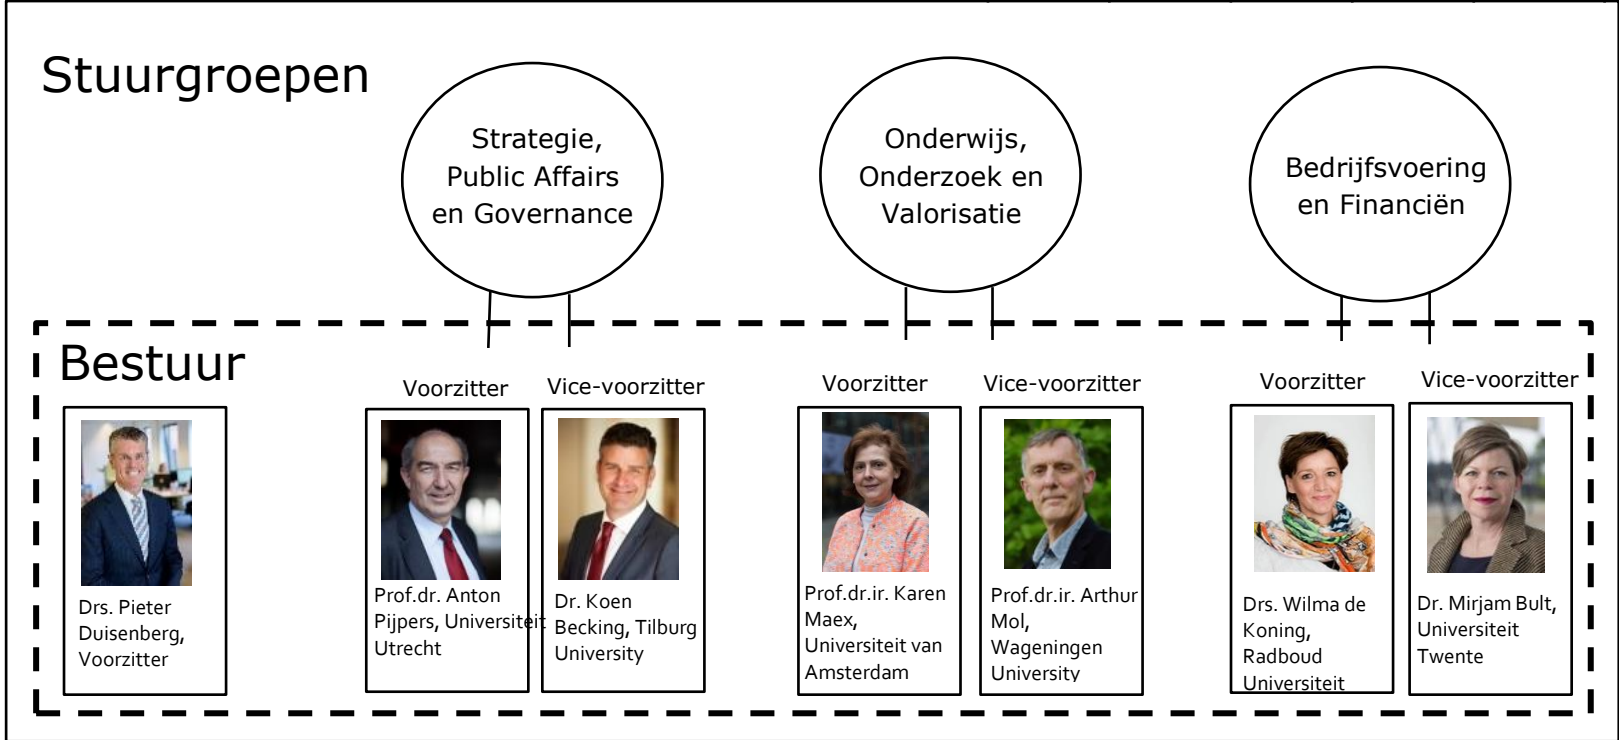 Stuurgroepen
Strategie,
Public Affairs
en Governance
Onderwijs,
Onderzoek en
Valorisatie
Bedrijfsvoering
en Financiën
Bestuur
Voorzitter
Vice-voorzitter
Voorzitter
Vice-voorzitter
Voorzitter
Vice-voorzitter
Drs. Pieter
Duisenberg,
Voorzitter
Prof.dr. Anton
Pijpers, Universiteit
Utrecht
Dr. Koen
Becking, Tilburg
University
Prof.dr.ir. Karen
Maex,
Universiteit van
Amsterdam
Prof.dr.ir. Arthur
Mol,
Wageningen
University
Drs. Wilma de
Koning,
Radboud
Universiteit
Dr. Mirjam Bult,
Universiteit
Twente